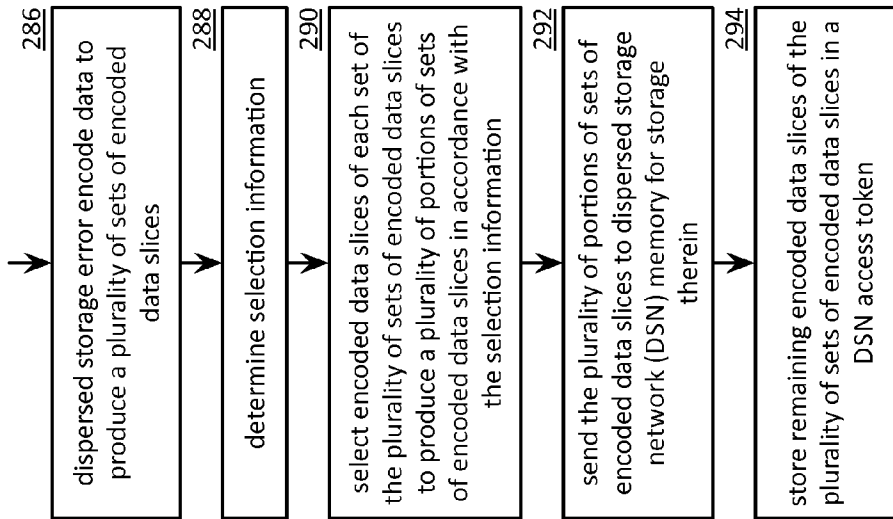 286
dispersed storage error encode data to
produce a plurality of sets of encoded
data slices
288
determine selection information
290
select encoded data slices of each set of
the plurality of sets of encoded data slices
to produce a plurality of portions of sets
of encoded data slices in accordance with
the selection information
292
send the plurality of portions of sets of
encoded data slices to dispersed storage
network (DSN) memory for storage
therein
294
store remaining encoded data slices of the
plurality of sets of encoded data slices in a
DSN access token